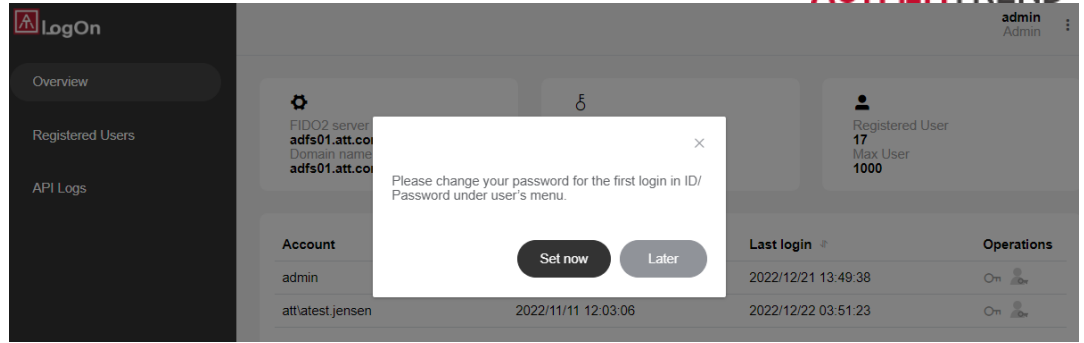 LogOn
admin
Admin
Overview
Registered Users
API Logs
FIDO2 server
adfs01.att.co
Domain name
adfs01.att.co
Registered User
17
Max User
1000
Please change your password for the first login in ID/
Password under user's menu.
Set now
Later
Account
Last login
Operations
admin
2022/12/21 13:49:38
att\atest.jensen
2022/11/11 12:03:06
2022/12/22 03:51:23